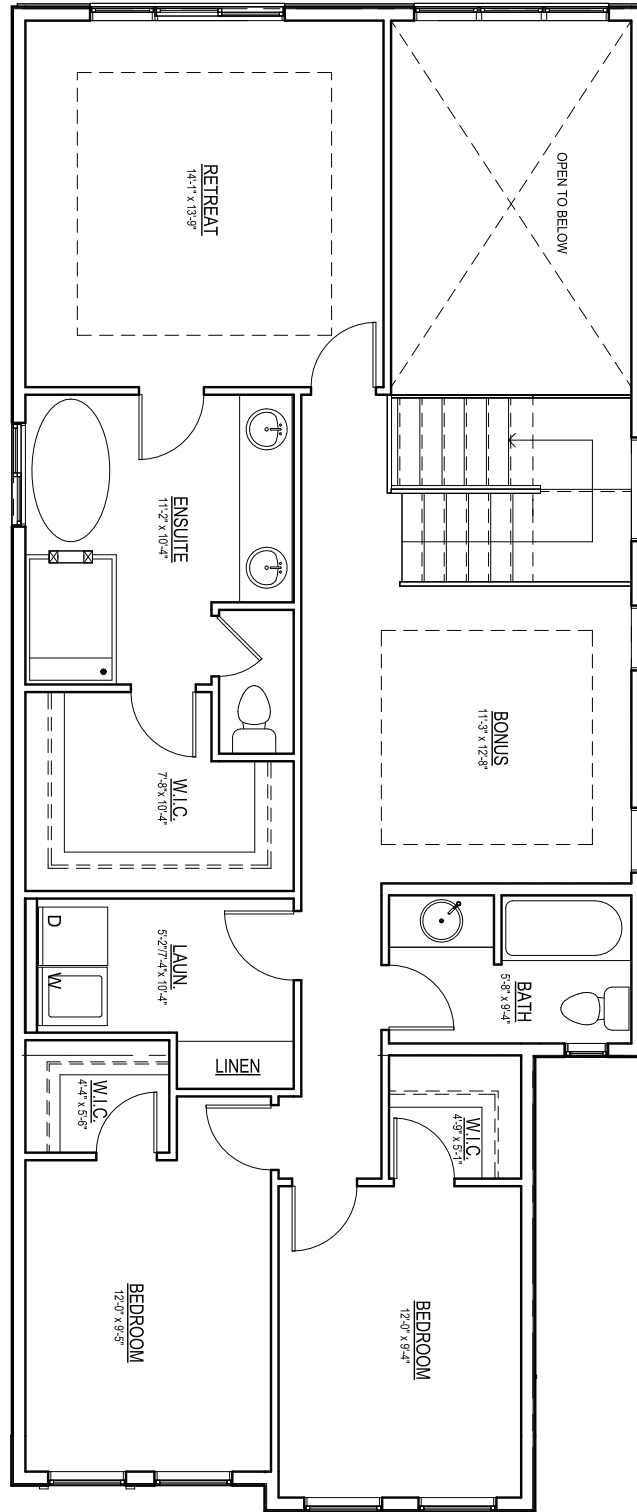 OPEN TO BELOW
RETREAT
14'-1" x 13'-9"
ENSUITE
11'-2" x 10'-4"
BONUS
11'-3" x 12'-8"
W.I.C.
7'-8"x 10'-4"
LAUN.
5'-2"/7'-4"x 10'-4"
D
W
BATH
5'-8" x 9'-4"
LINEN
W.I.C.
4'-4" x 5'-6"
W.I.C.
4'-9" x 5'-1"
BEDROOM
12'-0" x 9'-5"
BEDROOM
12'-0" x 9'-4"